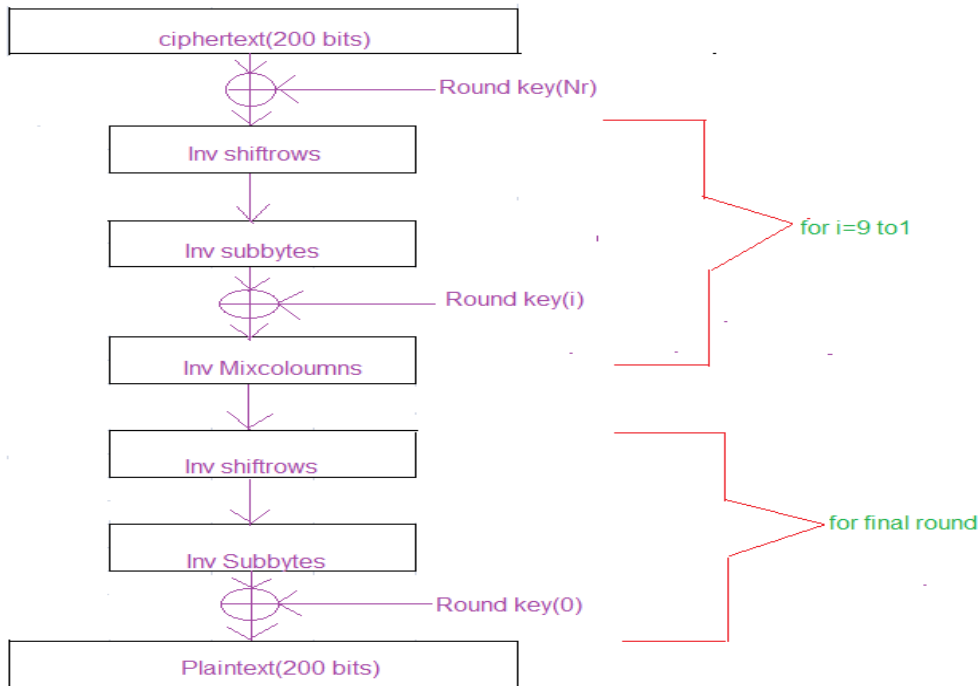 ciphertext(200 bits)
Round key(Nr)
Inv shiftrows
for i=9 to1
Inv subbytes
Round key(i)
Inv Mixcoloumns
Inv shiftrows
for final round
Inv Subbytes
Round key(0)
Plaintext(200 bits)